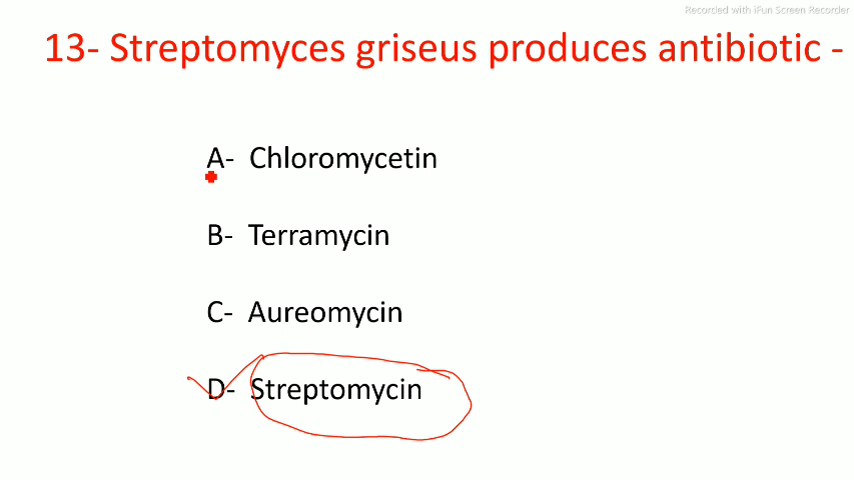 Recorded with iFun Screen Recorder
13- Streptomyces griseus produces antibiotic -
A- Chloromycetin
B- Terramycin
C- Aureomycin
D- Streptomycin